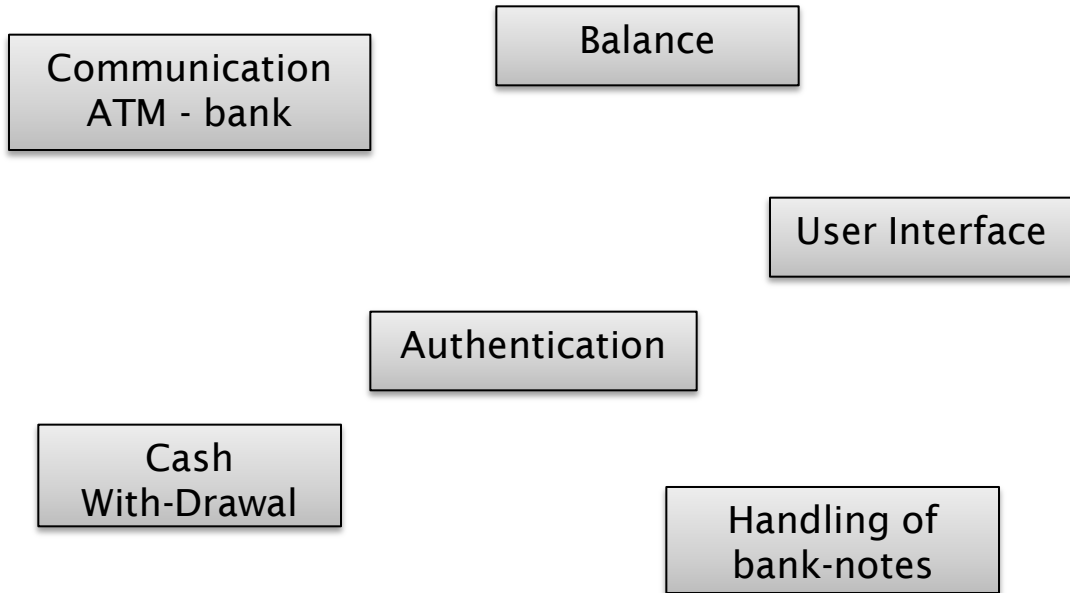 Balance
Communication
ATM - bank
User Interface
Authentication
Cash
With-Drawal
Handling of
bank-notes